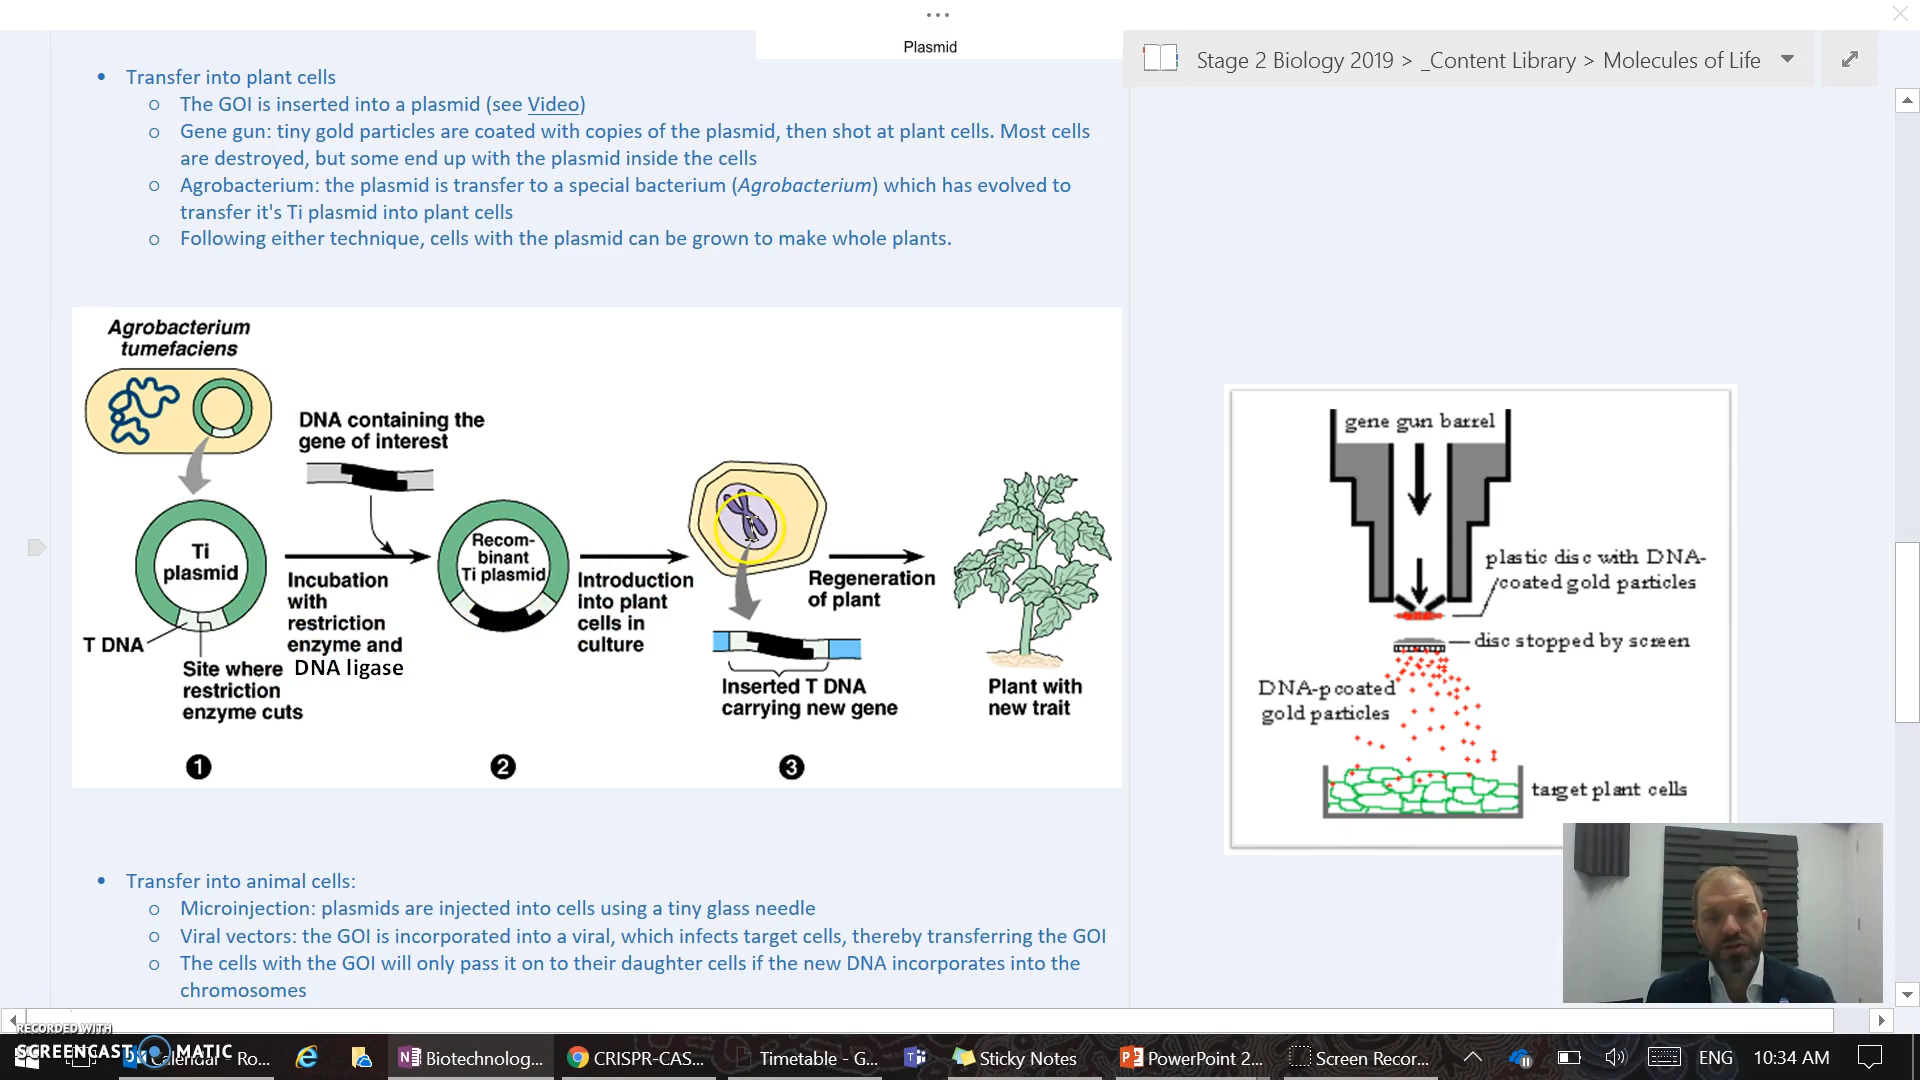 Plasmid
Stage 2 Biology 2019 > _Content Library > Molecules of Life
• Transfer into plant cells
o The GOI is inserted into a plasmid (see Video)
o Gene gun: tiny gold particles are coated with copies of the plasmid, then shot at plant cells. Most cells
are destroyed, but some end up with the plasmid inside the cells
o Agrobacterium: the plasmid is transfer to a special bacterium (Agrobacterium) which has evolved to
transfer it's Ti plasmid into plant cells
o Following either technique, cells with the plasmid can be grown to make whole plants.
Agrobacterium
tumefaciens
DNA containing the
gene of interest
Ti
plasmid
T DNA
Site where
restriction
enzyme cuts
Incubation
with
restriction
enzyme and
DNA ligase
Recom-
binant
Ti plasmid
Introduction
into plant
cells in
culture
Inserted T DNA
carrying new gene
Regeneration
of plant
Plant with
new trait
1
2
3
gene gun barrel
plastic disc with DNA-
coated gold particles
disc stopped by screen
DNA-pcoated
gold particles
target plant cells
• Transfer into animal cells:
o Microinjection: plasmids are injected into cells using a tiny glass needle
o Viral vectors: the GOI is incorporated into a viral, which infects target cells, thereby transferring the GOI
o The cells with the GOI will only pass it on to their daughter cells if the new DNA incorporates into the
chromosomes
RECORDED WITH
SCREENCAST MATIC
Calendar - Ro...
Biotechnolog...
CRISPR-CAS...
Timetable - G...
Sticky Notes
PowerPoint 2...
Screen Recor...
ENG
10:34 AM